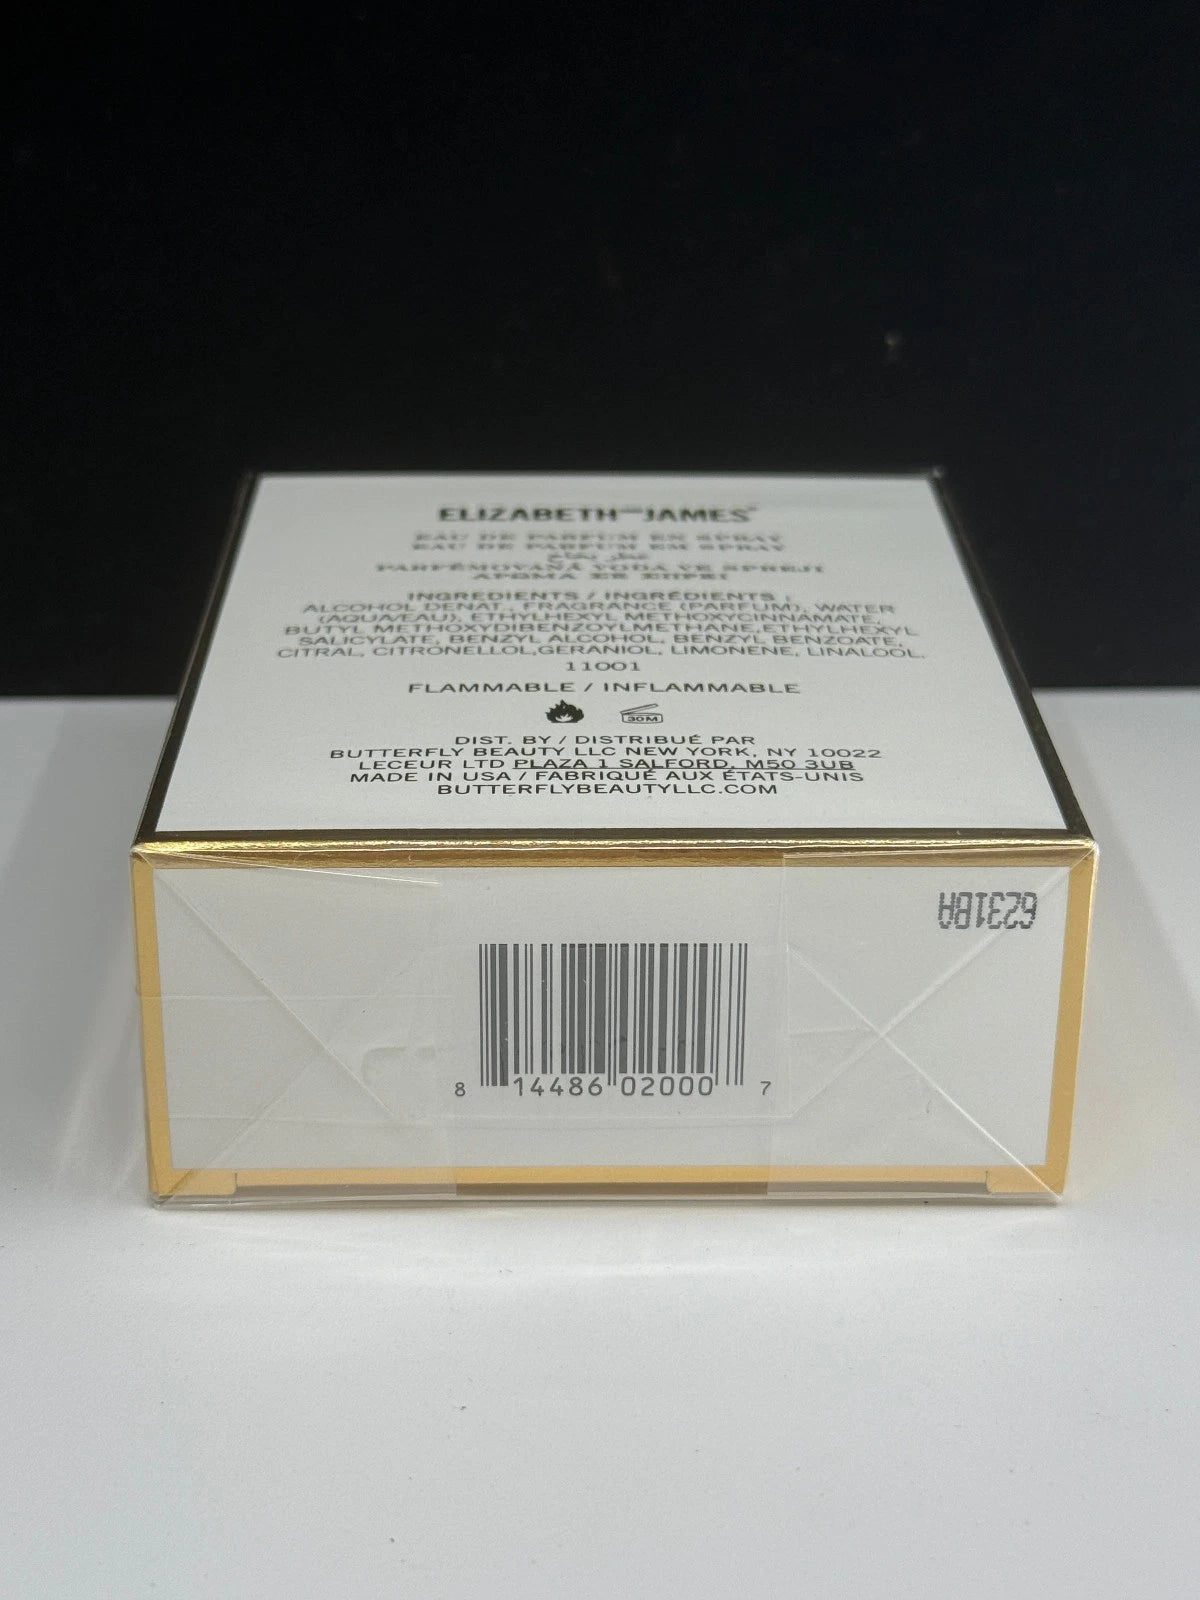 ELIZABETH AND JAMES
EAU DE PARFUM EN SPRAY
EAU DE PARFUM EM SPRAY
عطر بخاخ
PARFÉMOVANÁ VODA VE SPREJI
INGREDIENTS / INGRÉDIENTS :
ALCOHOL DENAT., FRAGRANCE (PARFUM), WATER
(AQUA/EAU), ETHYLHEXYL METHOXYCINNAMATE,
BUTYL METHOXYDIBENZOYLMETHANE,ETHYLHEXYL
SALICYLATE, BENZYL ALCOHOL, BENZYL BENZOATE,
CITRAL, CITRONELLOL,GERANIOL, LIMONENE, LINALOOL.
11001
FLAMMABLE / INFLAMMABLE
30M
DIST. BY / DISTRIBUÉ PAR
BUTTERFLY BEAUTY LLC NEW YORK, NY 10022
LECEUR LTD PLAZA 1 SALFORD, M50 3UB
MADE IN USA / FABRIQUÉ AUX ÉTATS-UNIS
BUTTERFLYBEAUTYLLC.COM
6231BA
8 14486 02000 7